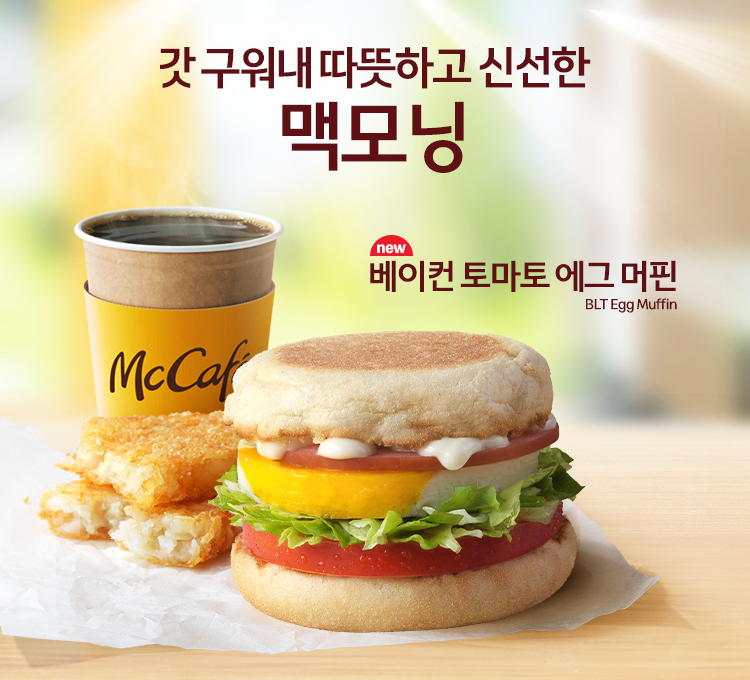 갓 구워내 따뜻하고 신선한
맥모닝
new
베이컨 토마토 에그 머핀
BLT Egg Muffin
McCafé